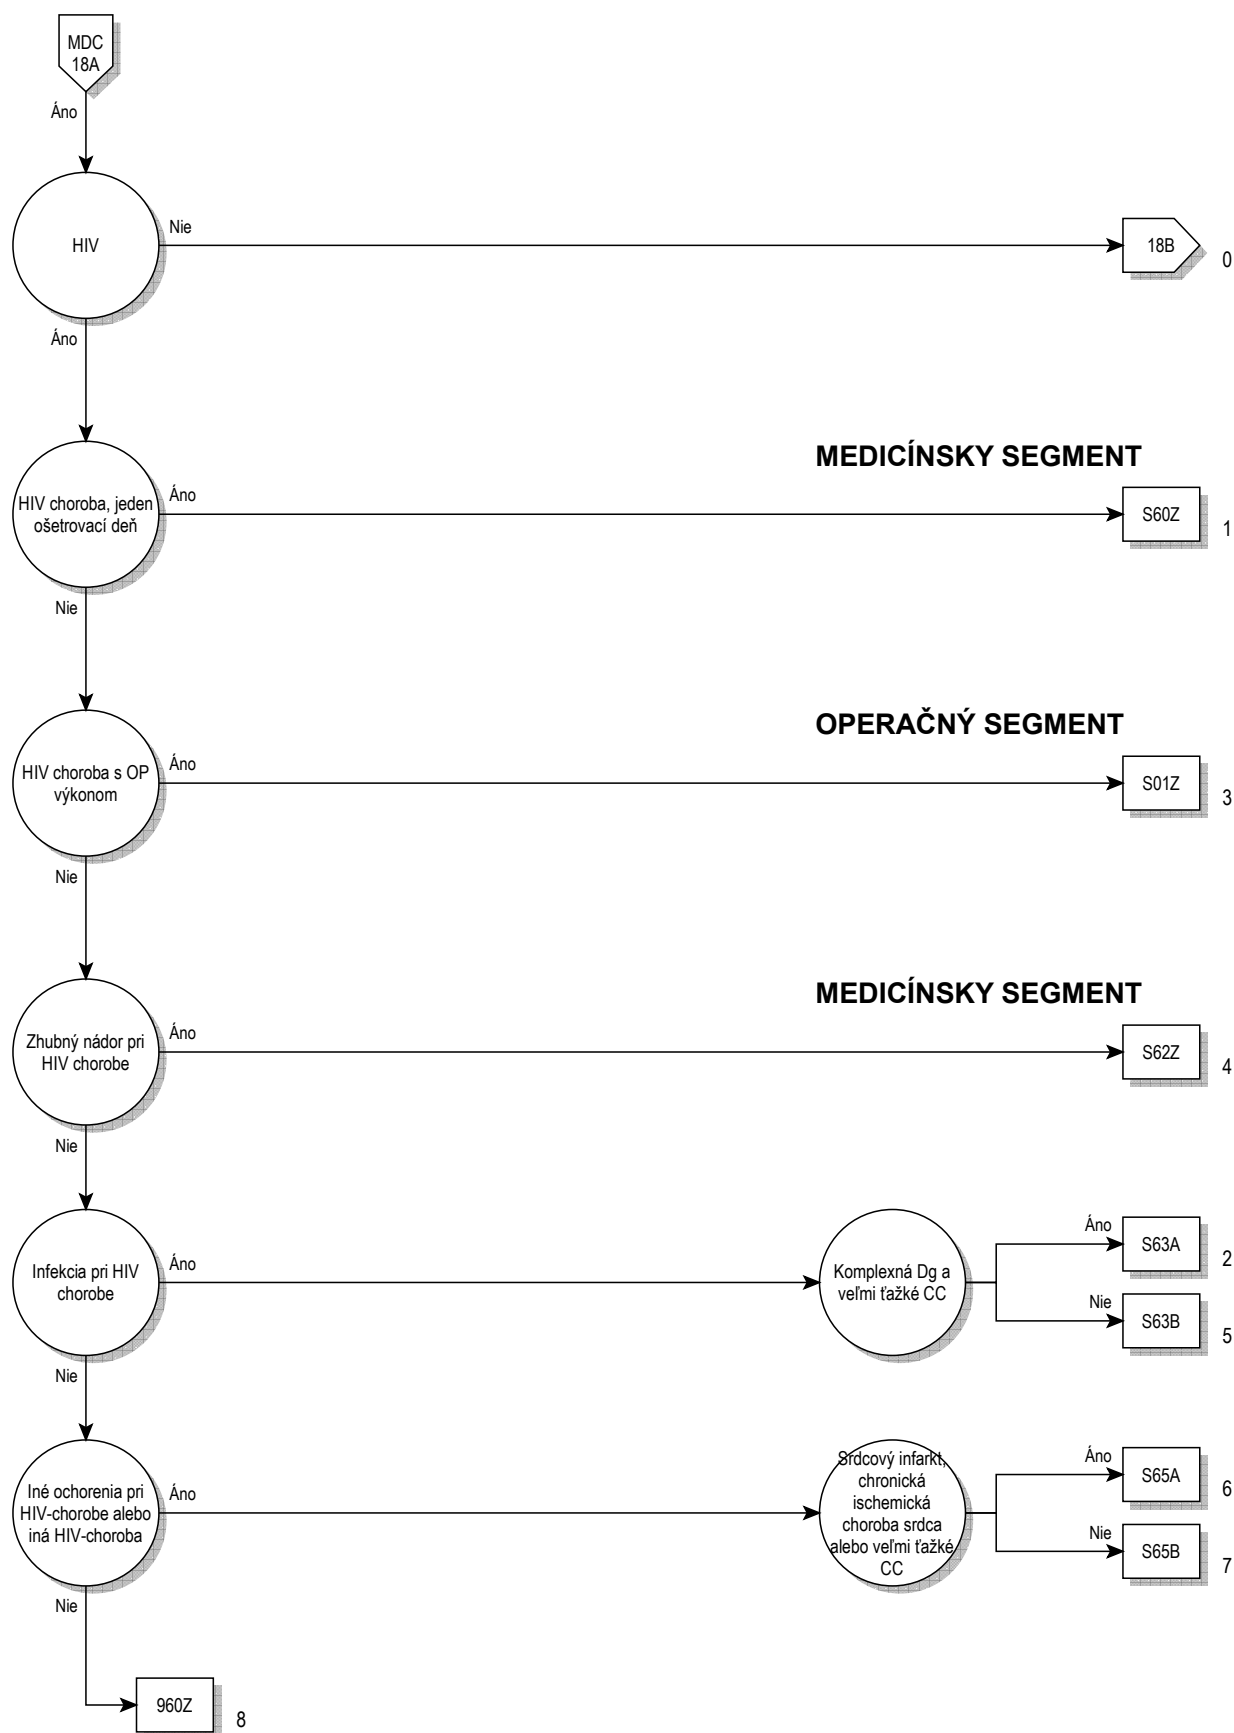 MDC
18A
Áno
HIV
Nie
18B
0
Áno
MEDICÍNSKY SEGMENT
HIV choroba, jeden
ošetrovací deň
Áno
S60Z
1
Nie
OPERAČNÝ SEGMENT
HIV choroba s OP
výkonom
Áno
S01Z
3
Nie
MEDICÍNSKY SEGMENT
Zhubný nádor pri
HIV chorobe
Áno
S62Z
4
Nie
Infekcia pri HIV
chorobe
Áno
Komplexná Dg a
veľmi ťažké CC
Áno
S63A
2
Nie
S63B
5
Nie
Iné ochorenia pri
HIV-chorobe alebo
iná HIV-choroba
Áno
Srdcový infarkt,
chronická
ischemická
choroba srdca
alebo veľmi ťažké
CC
Áno
S65A
6
Nie
S65B
7
Nie
960Z
8